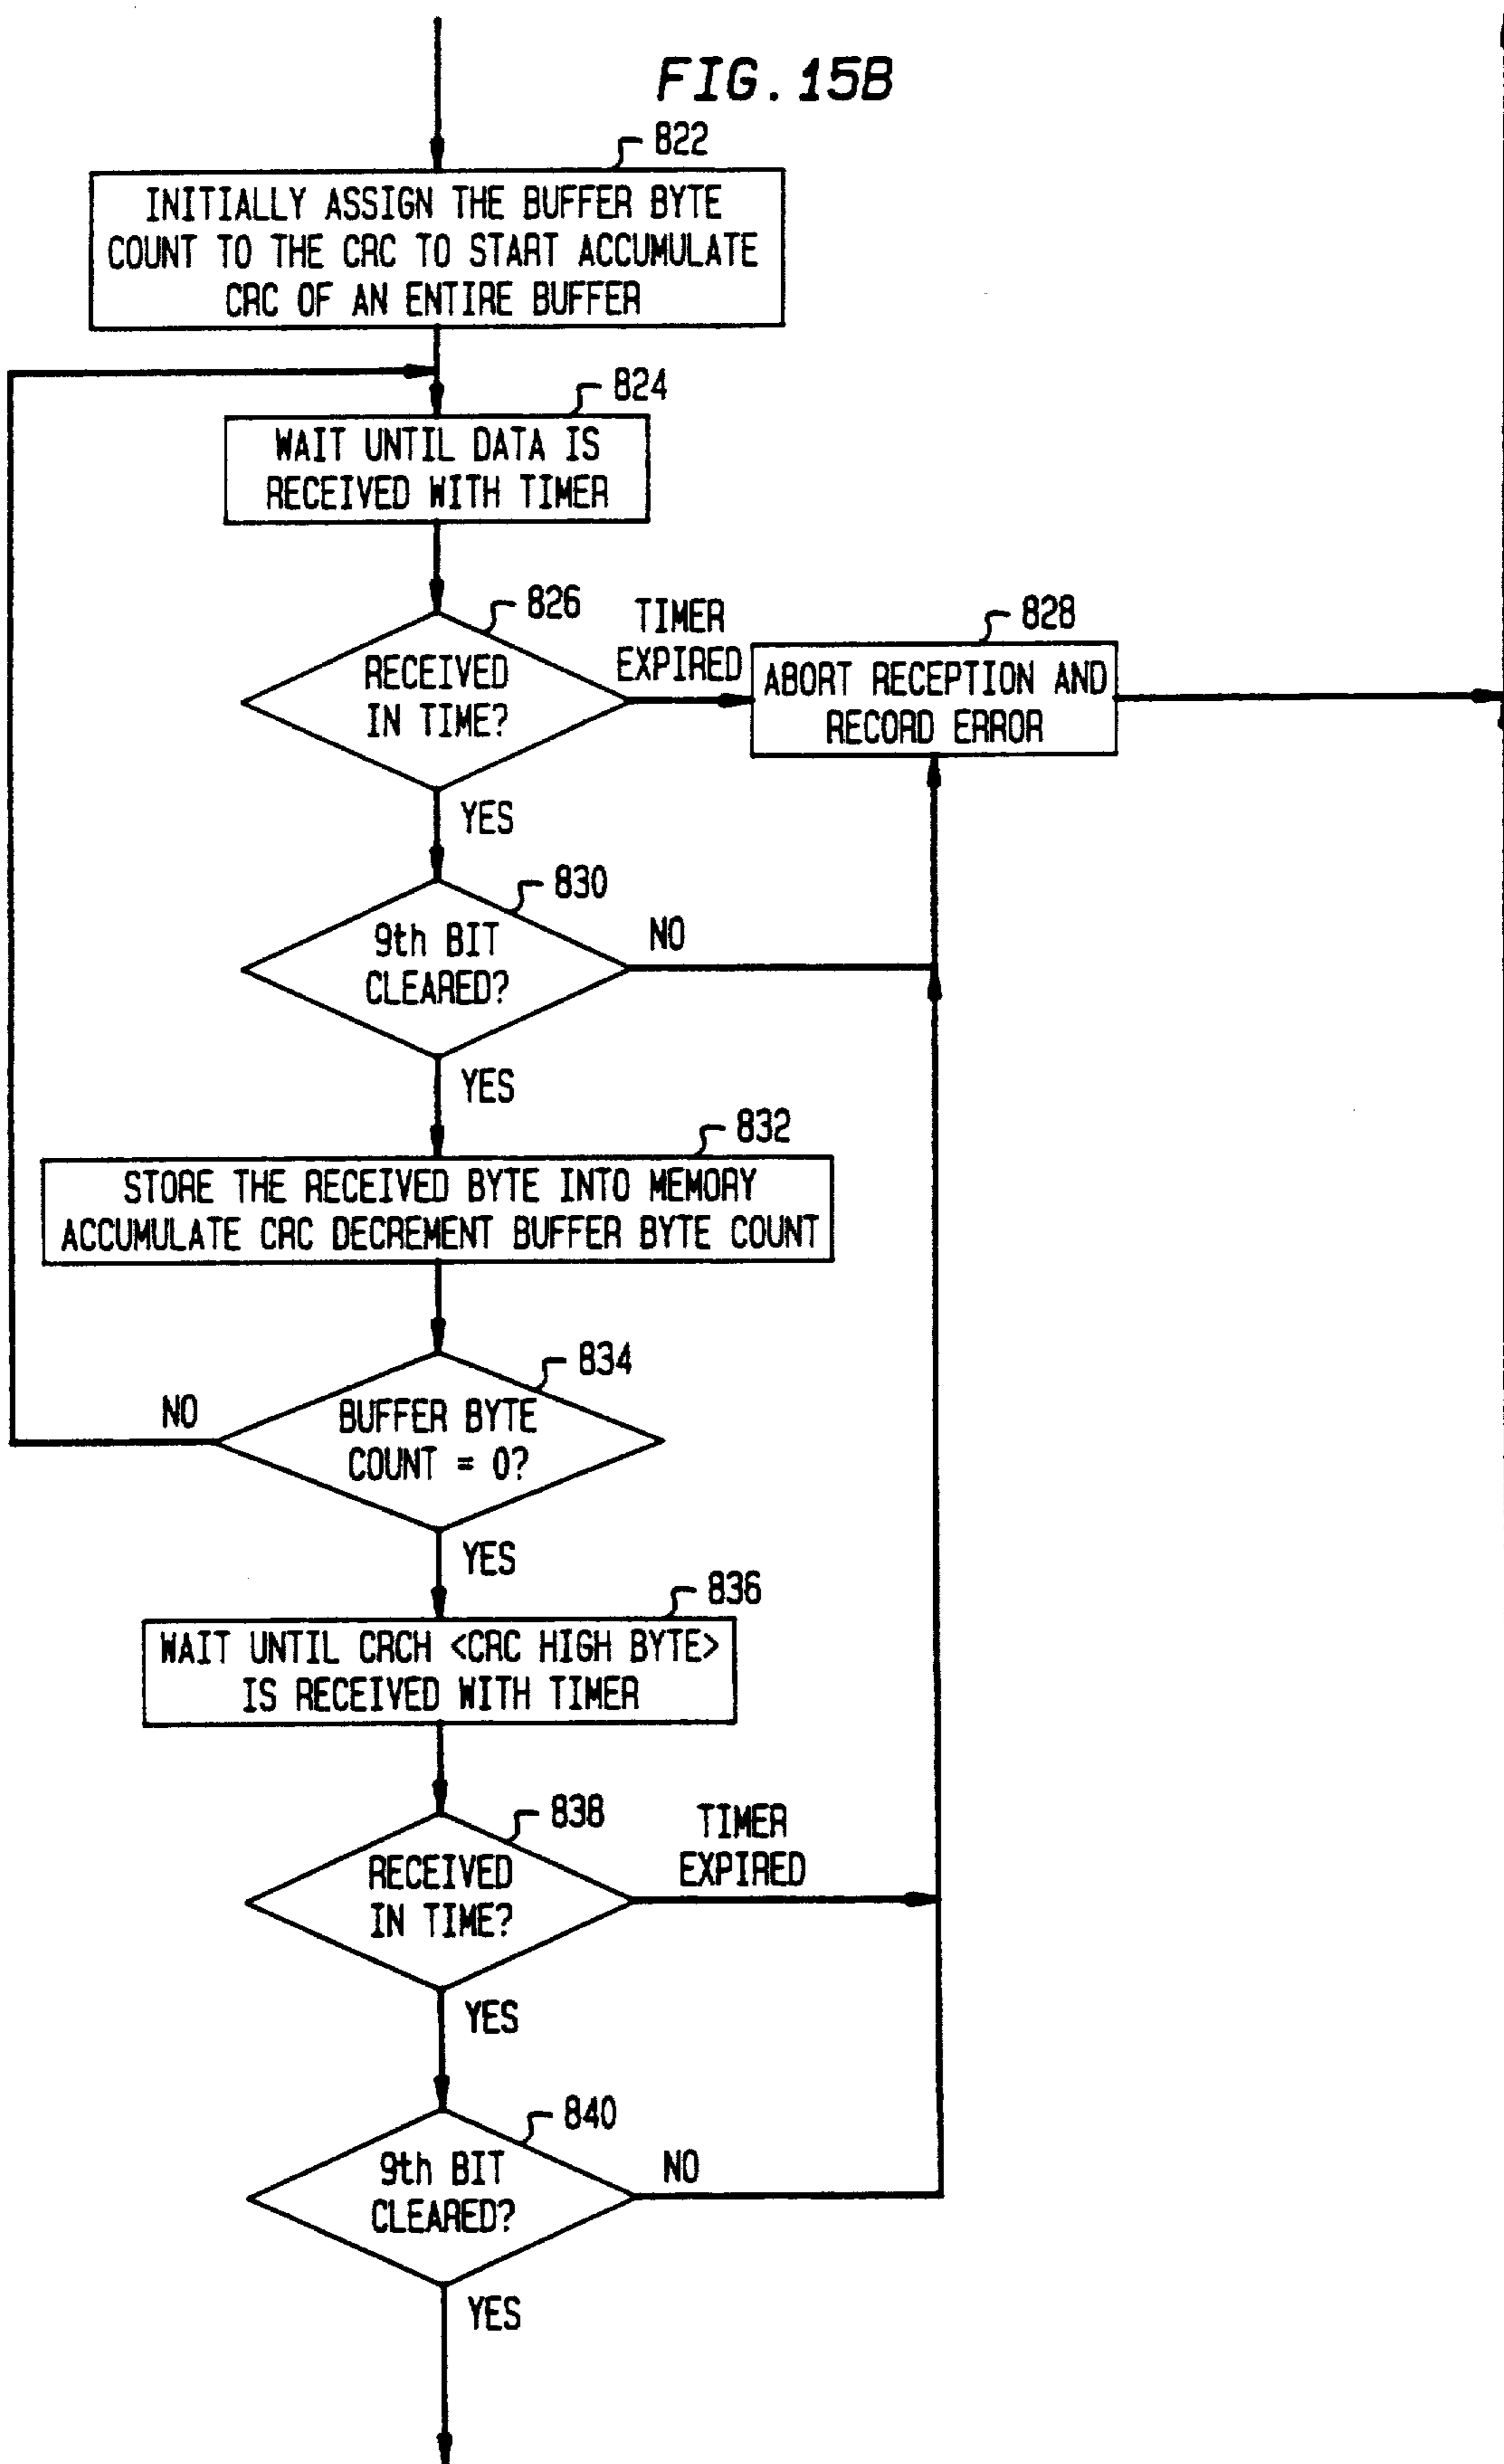 FIG. 15B
822
INITIALLY ASSIGN THE BUFFER BYTE
COUNT TO THE CRC TO START ACCUMULATE
CRC OF AN ENTIRE BUFFER
824
WAIT UNTIL DATA IS
RECEIVED WITH TIMER
826
RECEIVED
IN TIME?
TIMER
EXPIRED
828
ABORT RECEPTION AND
RECORD ERROR
YES
830
9th BIT
CLEARED?
NO
YES
832
STORE THE RECEIVED BYTE INTO MEMORY
ACCUMULATE CRC DECREMENT BUFFER BYTE COUNT
834
BUFFER BYTE
COUNT = 0?
NO
YES
836
WAIT UNTIL CRCH <CRC HIGH BYTE>
IS RECEIVED WITH TIMER
838
RECEIVED
IN TIME?
TIMER
EXPIRED
YES
840
9th BIT
CLEARED?
NO
YES